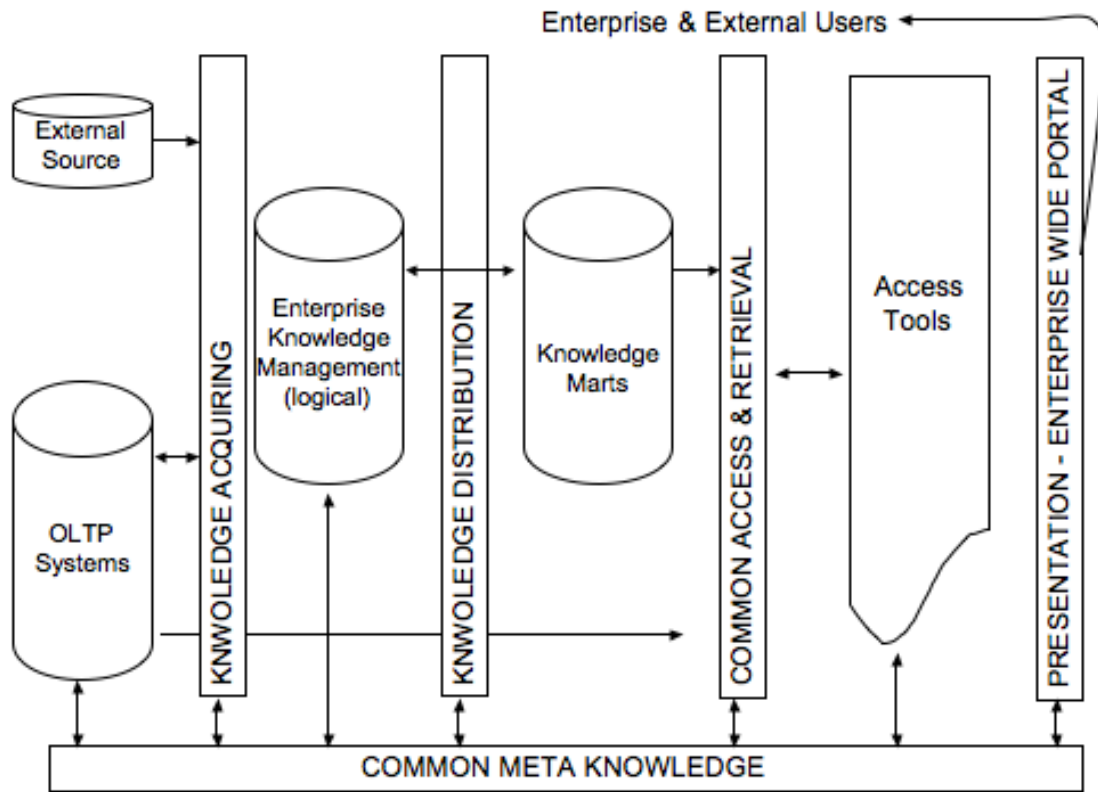 Enterprise & External Users
External
Source
OLTP
Systems
KNWOLEDGE ACQUIRING
Enterprise
Knowledge
Management
(logical)
KNWOLEDGE DISTRIBUTION
Knowledge
Marts
COMMON ACCESS & RETRIEVAL
Access
Tools
PRESENTATION - ENTERPRISE WIDE PORTAL
COMMON META KNOWLEDGE